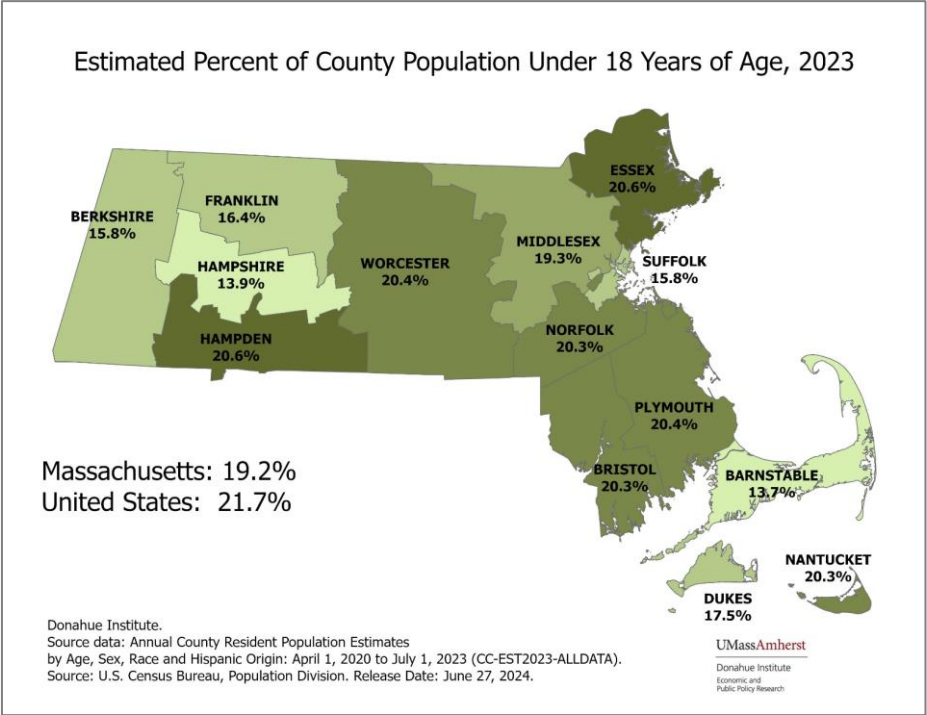 Estimated Percent of County Population Under 18 Years of Age, 2023
ESSEX
20.6%
FRANKLIN
16.4%
BERKSHIRE
15.8%
MIDDLESEX
19.3%
SUFFOLK
15.8%
HAMPSHIRE
13.9%
WORCESTER
20.4%
HAMPDEN
20.6%
NORFOLK
20.3%
PLYMOUTH
20.4%
BRISTOL
20.3%
BARNSTABLE
13.7%
NANTUCKET
20.3%
DUKES
17.5%
Massachusetts: 19.2%
United States: 21.7%
Donahue Institute.
Source data: Annual County Resident Population Estimates
by Age, Sex, Race and Hispanic Origin: April 1, 2020 to July 1, 2023 (CC-EST2023-ALLDATA).
Source: U.S. Census Bureau, Population Division. Release Date: June 27, 2024.
UMassAmherst
Donahue Institute
Economic and
Public Policy Research